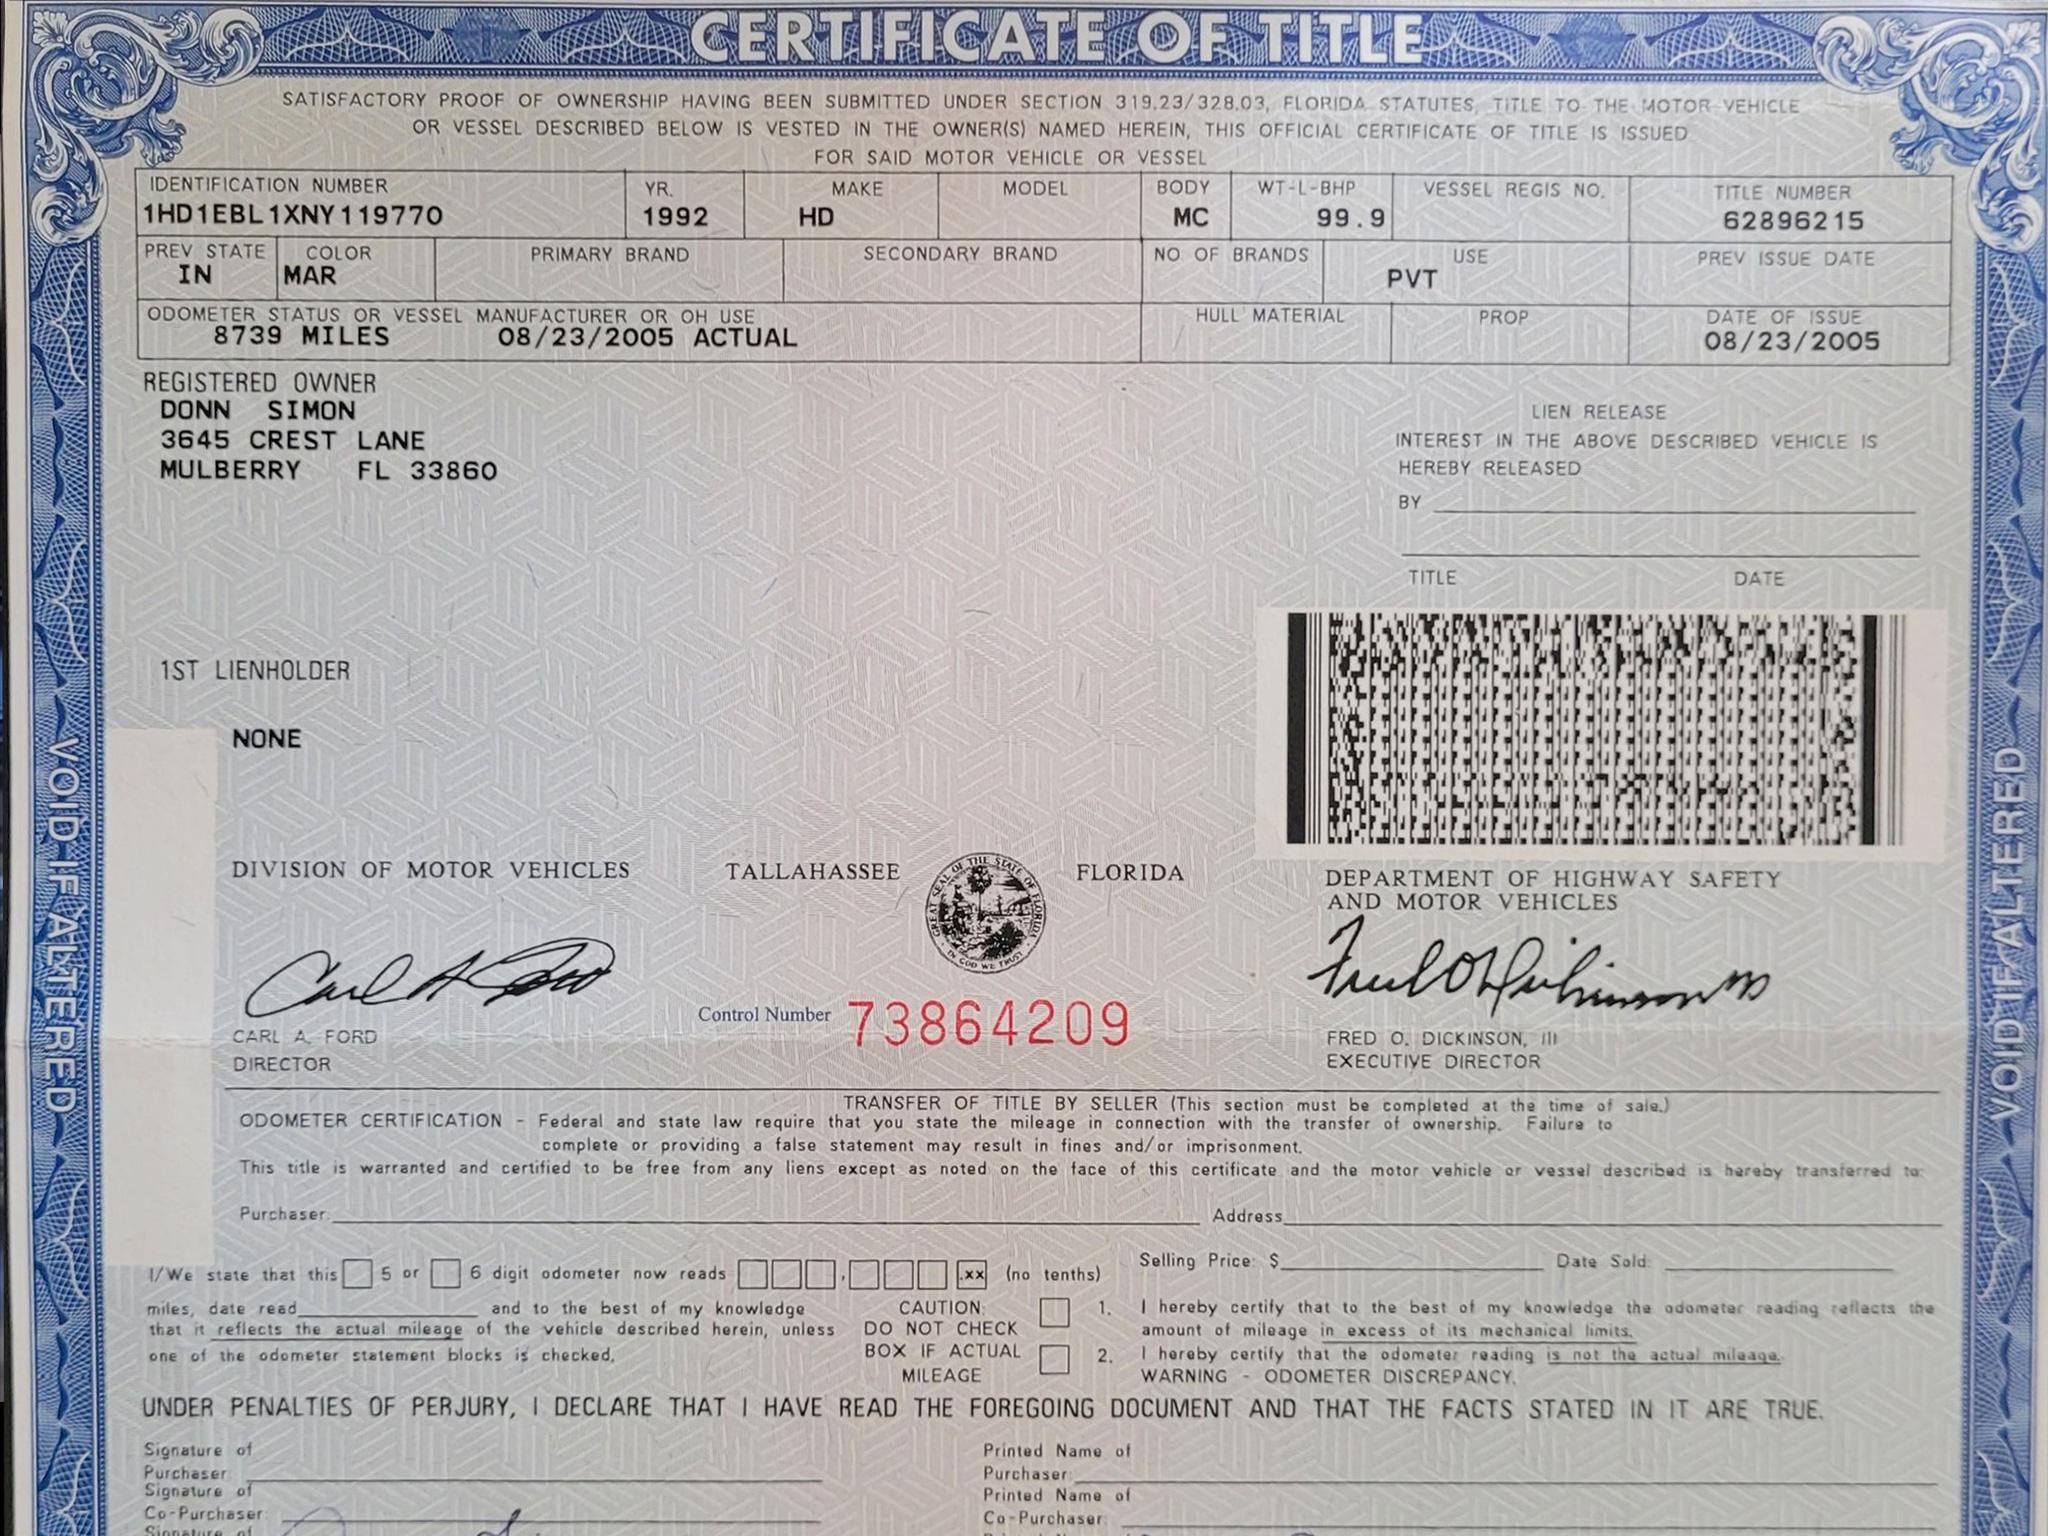 CERTIFICATE OF TITLE
SATISFACTORY PROOF OF OWNERSHIP HAVING BEEN SUBMITTED UNDER SECTION 319.23/328.03, FLORIDA STATUTES, TITLE TO THE MOTOR VEHICLE
OR VESSEL DESCRIBED BELOW IS VESTED IN THE OWNER(S) NAMED HEREIN, THIS OFFICIAL CERTIFICATE OF TITLE IS ISSUED
FOR SAID MOTOR VEHICLE OR VESSEL
IDENTIFICATION NUMBER YR. MAKE MODEL BODY WT-L-BHP VESSEL REGIS NO. TITLE NUMBER
1HD1EBL1XNY119770 1992 HD MC 99.9 62896215
PREV STATE COLOR PRIMARY BRAND SECONDARY BRAND NO OF BRANDS USE PREV ISSUE DATE
IN MAR PVT
ODOMETER STATUS OR VESSEL MANUFACTURER OR OH USE HULL MATERIAL PROP DATE OF ISSUE
8739 MILES 08/23/2005 ACTUAL 08/23/2005
REGISTERED OWNER
DONN SIMON
3645 CREST LANE
MULBERRY FL 33860
LIEN RELEASE
INTEREST IN THE ABOVE DESCRIBED VEHICLE IS
HEREBY RELEASED
BY
TITLE DATE
1ST LIENHOLDER
NONE
VOID IF ALTERED
VOID IF ALTERED
DIVISION OF MOTOR VEHICLES TALLAHASSEE FLORIDA
GREAT SEAL OF THE STATE OF FLORIDA
IN GOD WE TRUST
DEPARTMENT OF HIGHWAY SAFETY
AND MOTOR VEHICLES
Carl A Ford
Fred O Dickinson III
Control Number 73864209
CARL A. FORD
DIRECTOR
FRED O. DICKINSON, III
EXECUTIVE DIRECTOR
TRANSFER OF TITLE BY SELLER (This section must be completed at the time of sale.)
ODOMETER CERTIFICATION - Federal and state law require that you state the mileage in connection with the transfer of ownership. Failure to
complete or providing a false statement may result in fines and/or imprisonment.
This title is warranted and certified to be free from any liens except as noted on the face of this certificate and the motor vehicle or vessel described is hereby transferred to:
Purchaser: Address
Selling Price: $ Date Sold:
I/We state that this 5 or 6 digit odometer now reads , .xx (no tenths)
miles, date read and to the best of my knowledge
that it reflects the actual mileage of the vehicle described herein, unless
one of the odometer statement blocks is checked.
CAUTION:
DO NOT CHECK
BOX IF ACTUAL
MILEAGE
1. I hereby certify that to the best of my knowledge the odometer reading reflects the
amount of mileage in excess of its mechanical limits.
2. I hereby certify that the odometer reading is not the actual mileage.
WARNING - ODOMETER DISCREPANCY.
UNDER PENALTIES OF PERJURY, I DECLARE THAT I HAVE READ THE FOREGOING DOCUMENT AND THAT THE FACTS STATED IN IT ARE TRUE.
Signature of
Purchaser:
Printed Name of
Purchaser:
Signature of
Co-Purchaser:
Printed Name of
Co-Purchaser:
Signature of